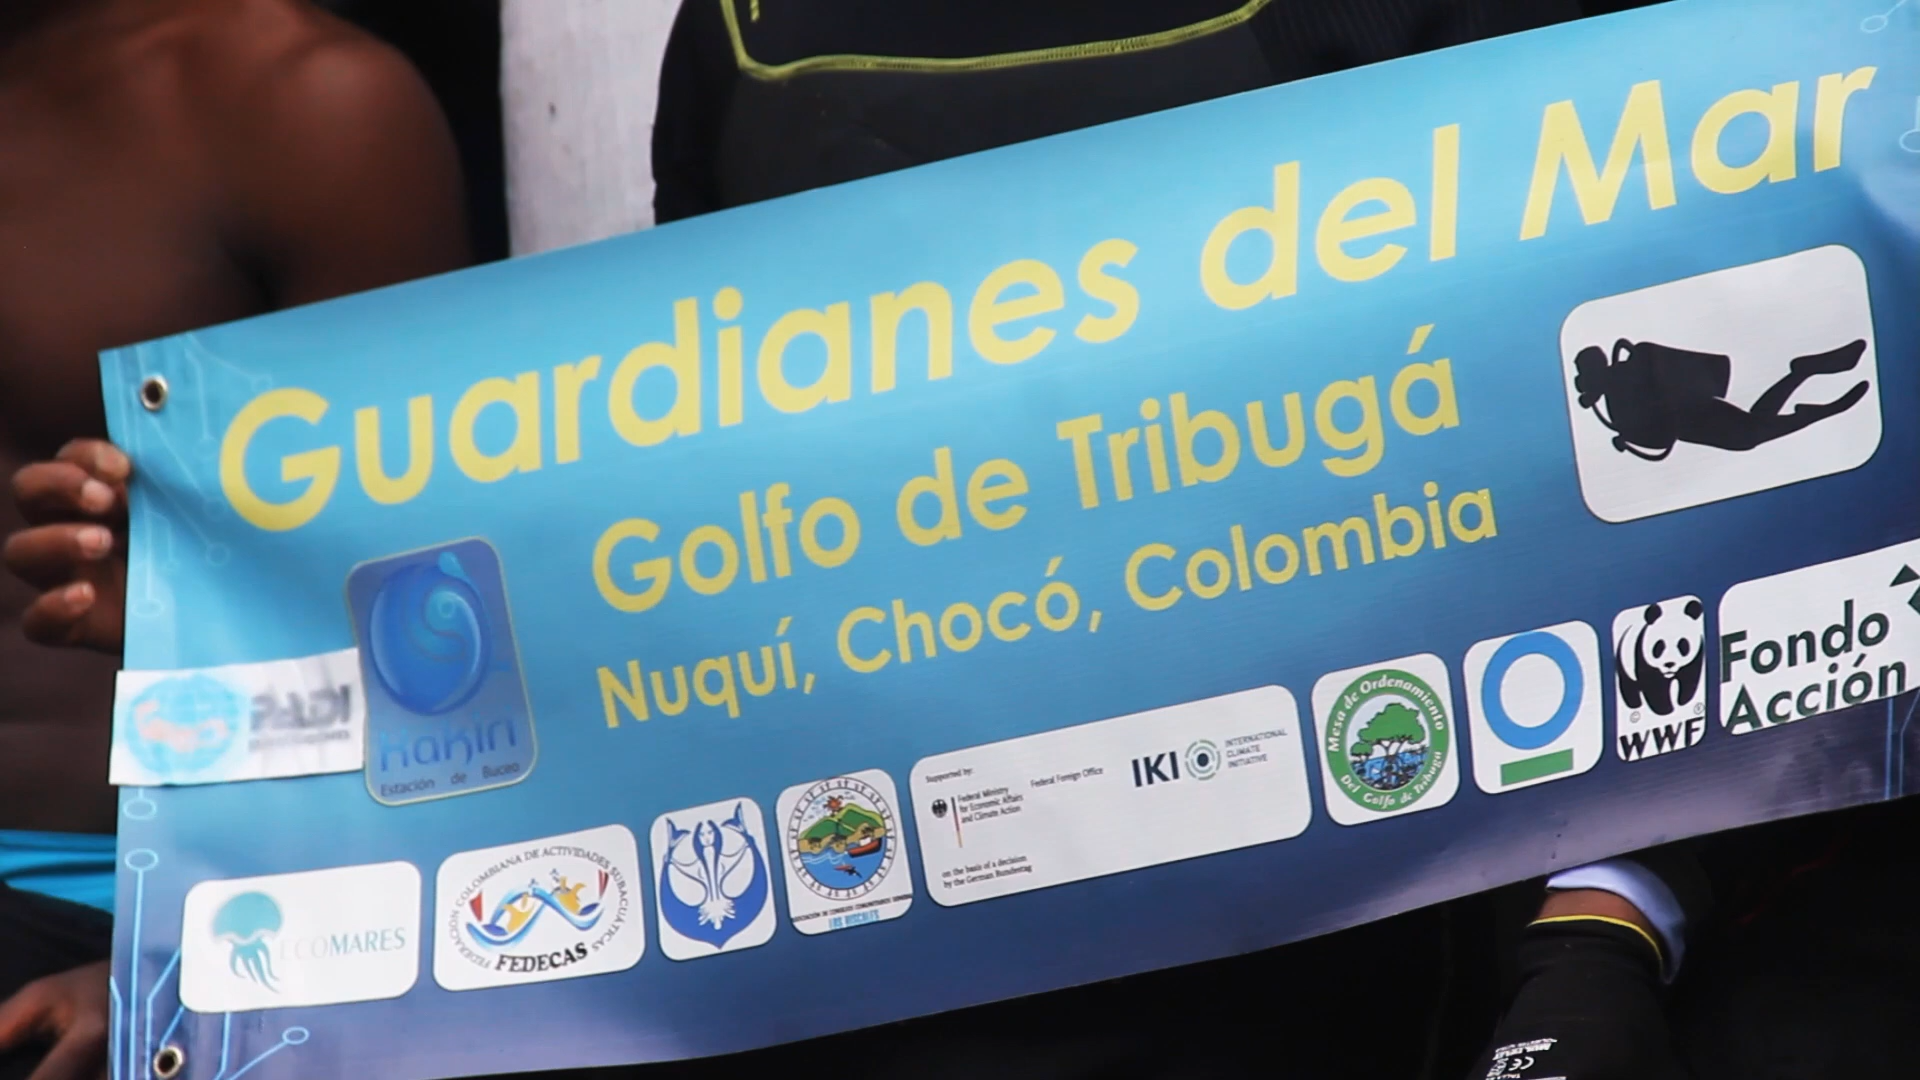 Guardianes del Mar
Golfo de Tribugá
Nuquí, Chocó, Colombia
PADI
Kakiri
Estación de Buceo
ECOMARES
FEDERACIÓN COLOMBIANA DE ACTIVIDADES SUBACUÁTICAS
FEDECAS
LOS RISCALES
Supported by:
Federal Ministry
for Economic Affairs
and Climate Action
Federal Foreign Office
on the basis of a decision
by the German Bundestag
IKI
INTERNATIONAL
CLIMATE
INITIATIVE
Mesa de Ordenamiento
Del Golfo de Tribugá
©
®
WWF
Fondo
Acción
CE